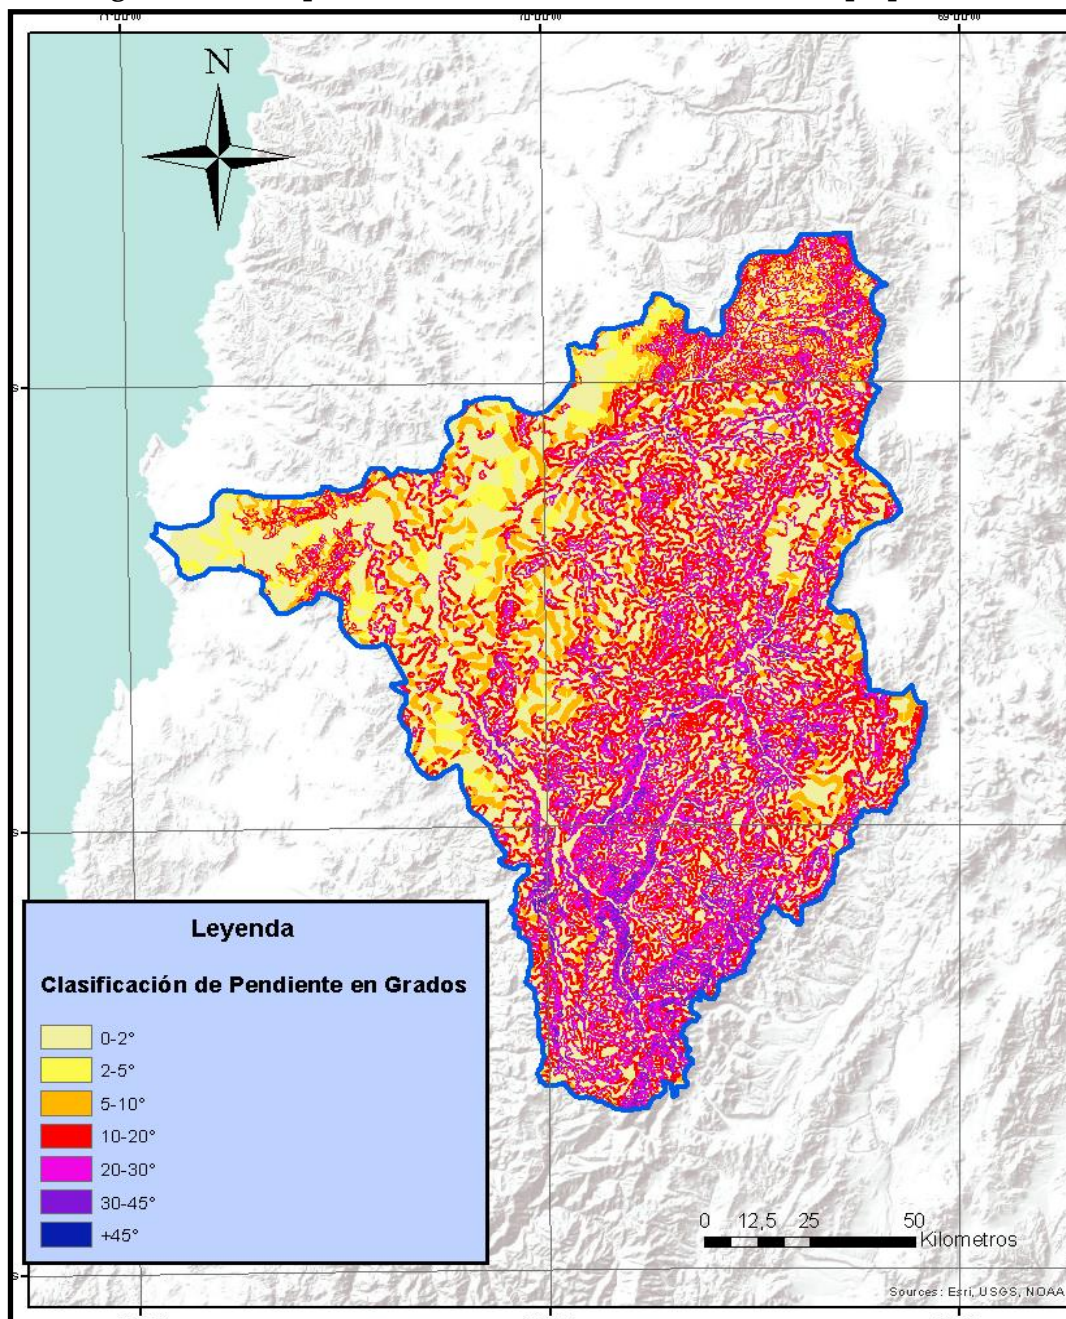 N
Leyenda
Clasificación de Pendiente en Grados
0-2°
2-5°
5-10°
10-20°
20-30°
30-45°
+45°
0 12,5 25 50
Kilometros
Sources: Esri, USGS, NOAA